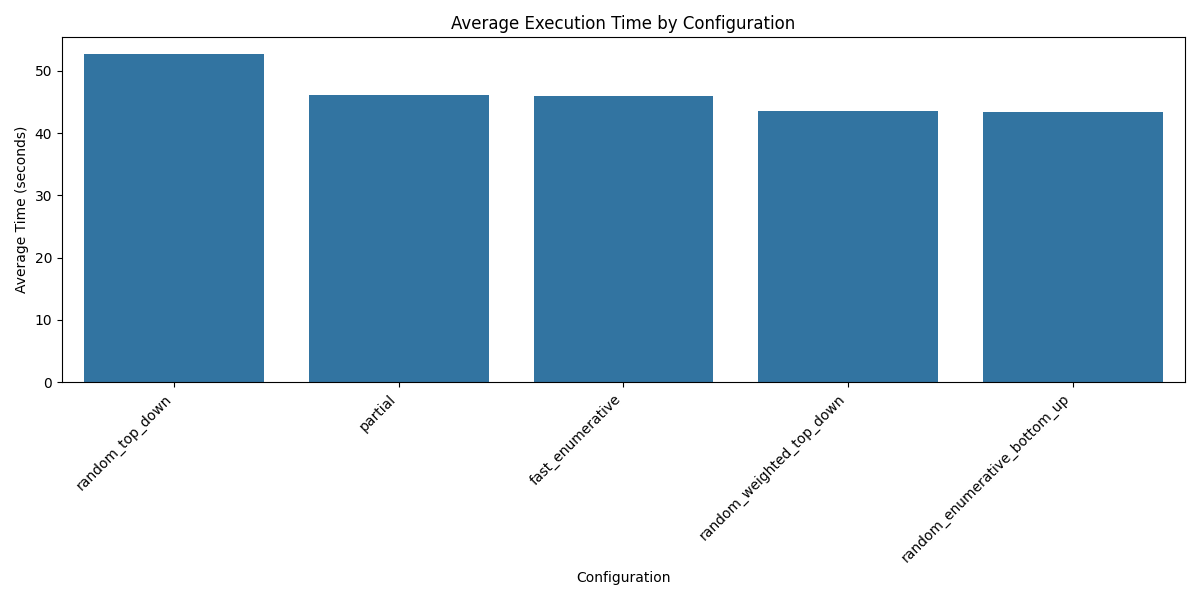 Average Execution Time by Configuration
Average Time (seconds)
50
40
30
20
10
0
random_top_down
partial
fast_enumerative
random_weighted_top_down
random_enumerative_bottom_up
Configuration